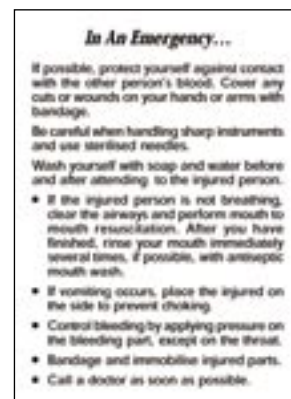 In An Emergency...
If possible, protect yourself against contact
with the other person's blood. Cover any
cuts or wounds on your hands or arms with
bandage.
Be careful when handling sharp instruments
and use sterilised needles.
Wash yourself with soap and water before
and after attending to the injured person.
• If the injured person is not breathing,
clear the airways and perform mouth to
mouth resuscitation. After you have
finished, rinse your mouth immediately
several times, if possible, with antiseptic
mouth wash.
• If vomiting occurs, place the injured on
the side to prevent choking.
• Control bleeding by applying pressure on
the bleeding part, except on the throat.
• Bandage and immobilise injured parts.
• Call a doctor as soon as possible.